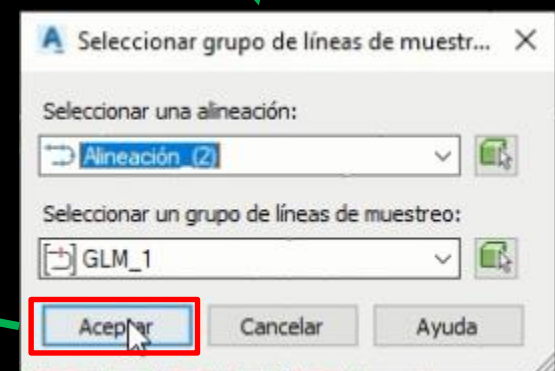 Seleccionar grupo de líneas de muestr...
Seleccionar una alineación:
Alineación (2)
Seleccionar un grupo de líneas de muestreo:
GLM_1
Aceptar Cancelar Ayuda